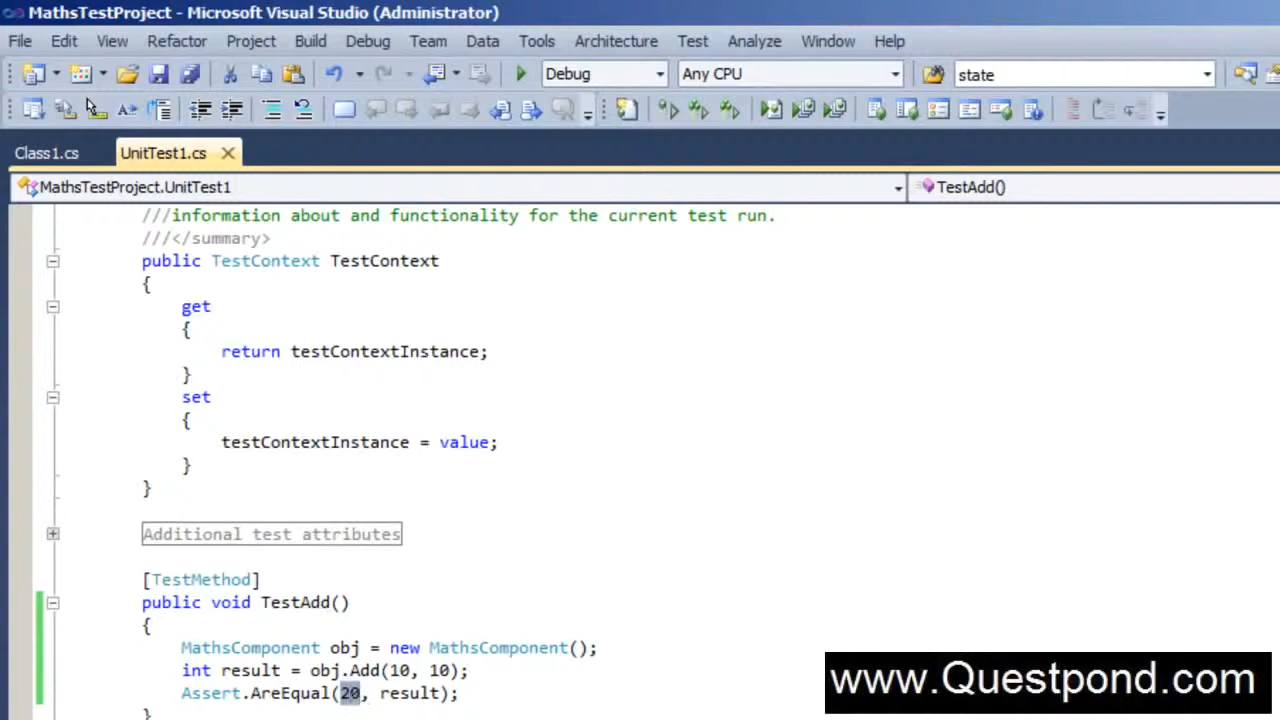 MathsTestProject - Microsoft Visual Studio (Administrator)
File Edit View Refactor Project Build Debug Team Data Tools Architecture Test Analyze Window Help
Debug Any CPU state
Class1.cs UnitTest1.cs
MathsTestProject.UnitTest1 TestAdd()
///information about and functionality for the current test run.
///</summary>
public TestContext TestContext
{
get
{
return testContextInstance;
}
set
{
testContextInstance = value;
}
}
Additional test attributes
[TestMethod]
public void TestAdd()
{
MathsComponent obj = new MathsComponent();
int result = obj.Add(10, 10);
Assert.AreEqual(20, result);
}
www.Questpond.com